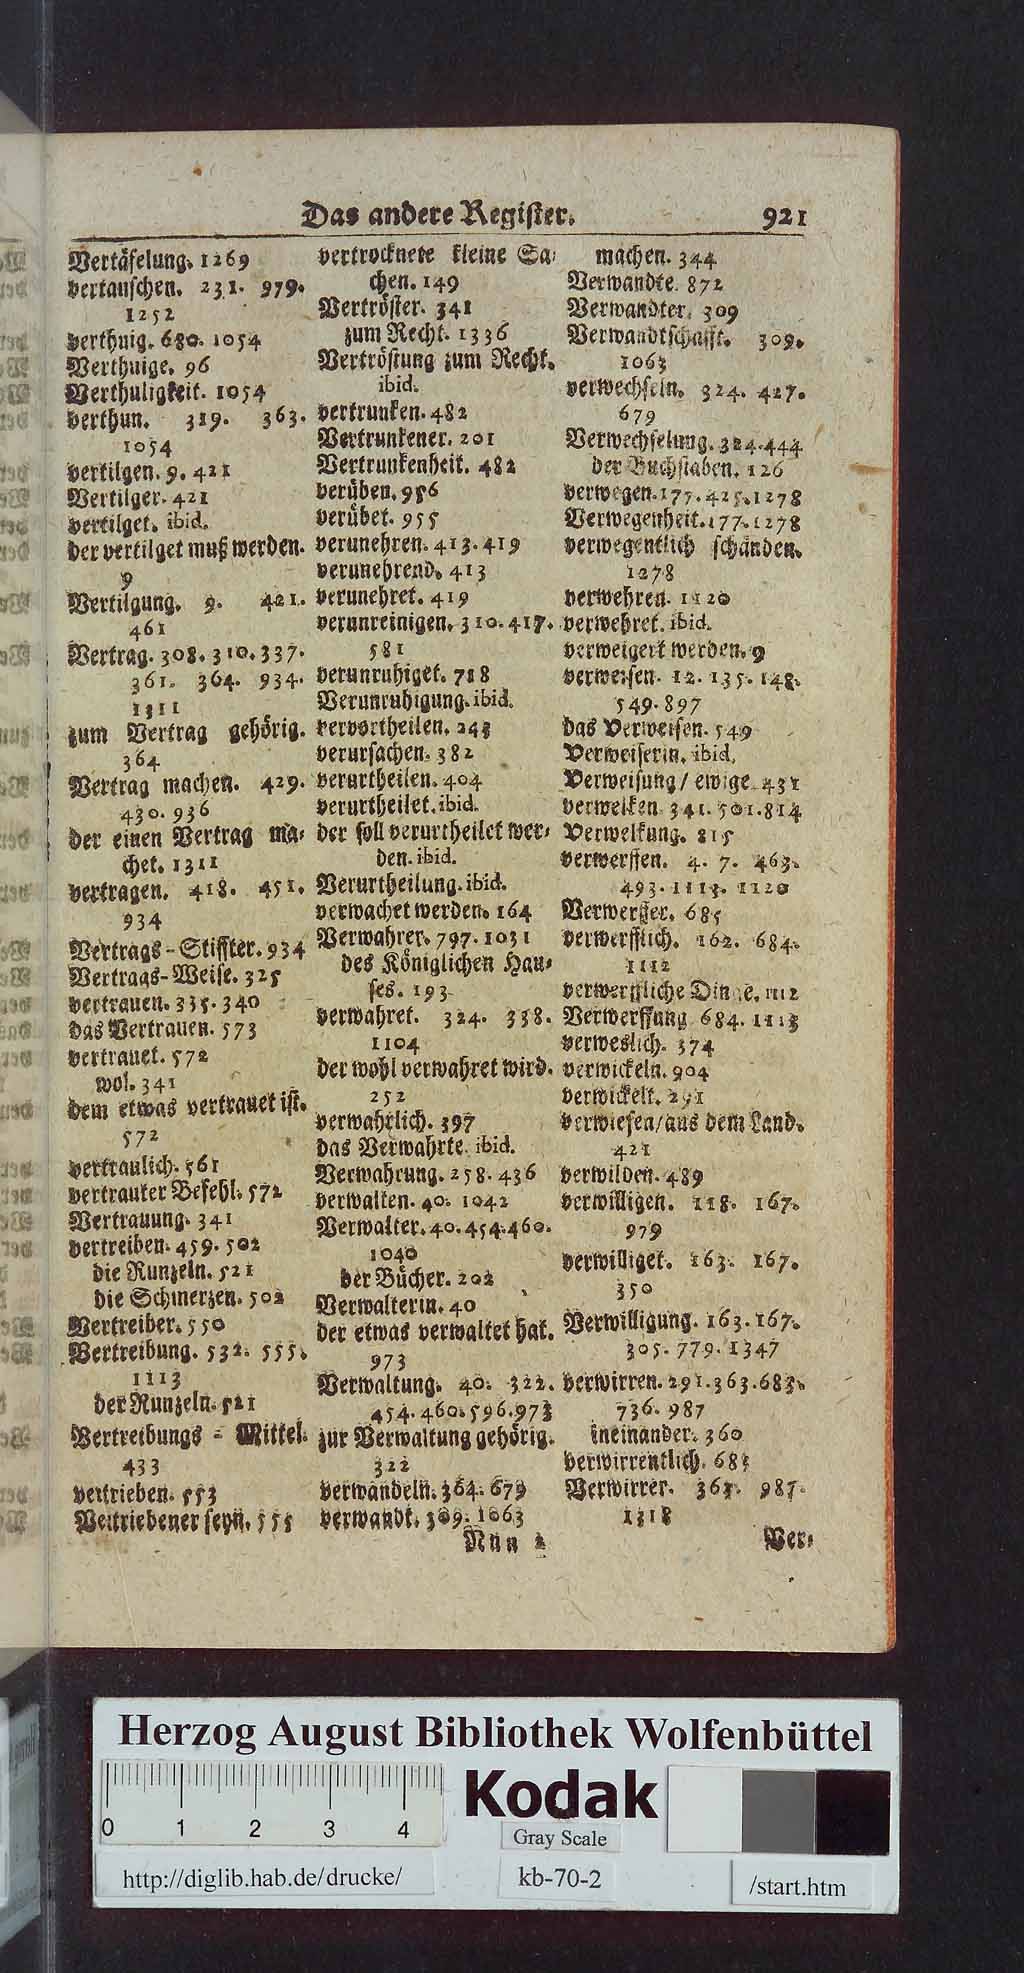 Das andere Register. 921
Vertäfelung. 1269
vertauschen. 231. 979.
1252
verthuig. 680. 1054
Verthuige. 96
Verthuligkeit. 1054
verthun. 319. 363.
1054
vertilgen. 9. 421
Vertilger. 421
vertilget. ibid.
der vertilget muß werden.
9
Vertilgung. 9. 421.
461
Vertrag. 308. 310. 337.
361. 364. 934.
1311
zum Vertrag gehörig.
364
Vertrag machen. 429.
430. 936
der einen Vertrag ma-
chet. 1311
vertragen. 418. 451.
934
Vertrags-Stiffter. 934
Vertrags-Weise. 325
vertrauen. 335. 340
das Vertrauen. 573
vertrauet. 572
wol. 341
dem etwas vertrauet ist.
572
vertraulich. 561
vertrauter Befehl. 572
Vertrauung. 341
vertreiben. 459. 502
die Runzeln. 521
die Schmerzen. 502
Vertreiber. 550
Vertreibung. 532. 555.
1113
der Runzeln. 521
Vertreibungs-Mittel.
433
vertrieben. 553
Vertriebener seyn. 555
vertrocknete kleine Sa-
chen. 149
Vertröster. 341
zum Recht. 1336
Vertröstung zum Recht.
ibid.
vertrunken. 482
Vertrunkener. 201
Vertrunkenheit. 482
verüben. 956
verübet. 955
verunehren. 413. 419
verunehrend. 413
verunehret. 419
verunreinigen. 310. 417.
581
verunruhiget. 718
Verunruhigung. ibid.
vervortheilen. 243
verursachen. 382
verurtheilen. 404
verurtheilet. ibid.
der soll verurtheilet wer-
den. ibid.
Verurtheilung. ibid.
verwachet werden. 164
Verwahrer. 797. 1031
des Königlichen Hau-
ses. 193
verwahret. 324. 338.
1104
der wohl verwahret wird.
252
verwahrlich. 397
das Verwahrte. ibid.
Verwahrung. 258. 436
verwalten. 40. 1042
Verwalter. 40. 454. 460.
1040
der Bücher. 202
Verwalterin. 40
der etwas verwaltet hat.
973
Verwaltung. 40. 322.
454. 460. 596. 973
zur Verwaltung gehörig.
322
verwandeln. 364. 679
verwandt. 309. 1063
Nnn 2
machen. 344
Verwandte. 872
Verwandter. 309
Verwandtschafft. 309.
1063
verwechseln. 324. 427.
679
Verwechselung. 324. 444
der Buchstaben. 126
verwegen. 177. 425. 1278
Verwegenheit. 177. 1278
verwegentlich schänden.
1278
verwehren. 1120
verwehret. ibid.
verweigert werden. 9
verweisen. 12. 135. 148.
549. 897
das Verweisen. 549
Verweiserin. ibid.
Verweisung / ewige. 431
verwelken. 341. 501. 814
Verwelkung. 815
verwerffen. 4. 7. 463.
493. 1113. 1120
Verwerffer. 685
verwerfflich. 162. 684.
1112
verwerffliche Dinge. 1112
Verwerffung. 684. 1113
verweslich. 374
verwickeln. 904
verwickelt. 291
verwiesen / aus dem Land.
421
verwilden. 489
verwilligen. 118. 167.
979
verwilliget. 163. 167.
350
Verwilligung. 163. 167.
305. 779. 1347
verwirren. 291. 363. 683.
736. 987
ineinander. 360
verwirrentlich. 683
Verwirrer. 363. 987.
1318
Ver-
Herzog August Bibliothek Wolfenbüttel
0 1 2 3 4
Kodak
Gray Scale
http://diglib.hab.de/drucke/ kb-70-2 /start.htm